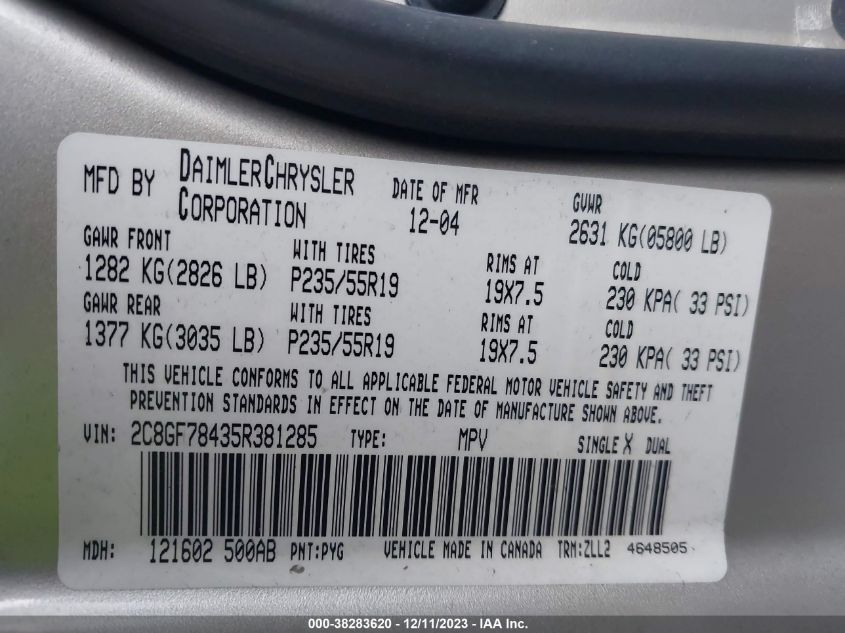 MFD BY DAIMLERCHRYSLER CORPORATION
DATE OF MFR 12-04
GVWR 2631 KG(05800 LB)
GAWR FRONT WITH TIRES RIMS AT COLD
1282 KG(2826 LB) P235/55R19 19X7.5 230 KPA( 33 PSI)
GAWR REAR WITH TIRES RIMS AT COLD
1377 KG(3035 LB) P235/55R19 19X7.5 230 KPA( 33 PSI)
THIS VEHICLE CONFORMS TO ALL APPLICABLE FEDERAL MOTOR VEHICLE SAFETY AND THEFT
PREVENTION STANDARDS IN EFFECT ON THE DATE OF MANUFACTURE SHOWN ABOVE.
VIN: 2C8GF78435R381285 TYPE: MPV SINGLE X DUAL
MDH: 121602 500AB PNT:PYG VEHICLE MADE IN CANADA TRM:ZLL2 4648505
000-38283620 - 12/11/2023 - IAA Inc.